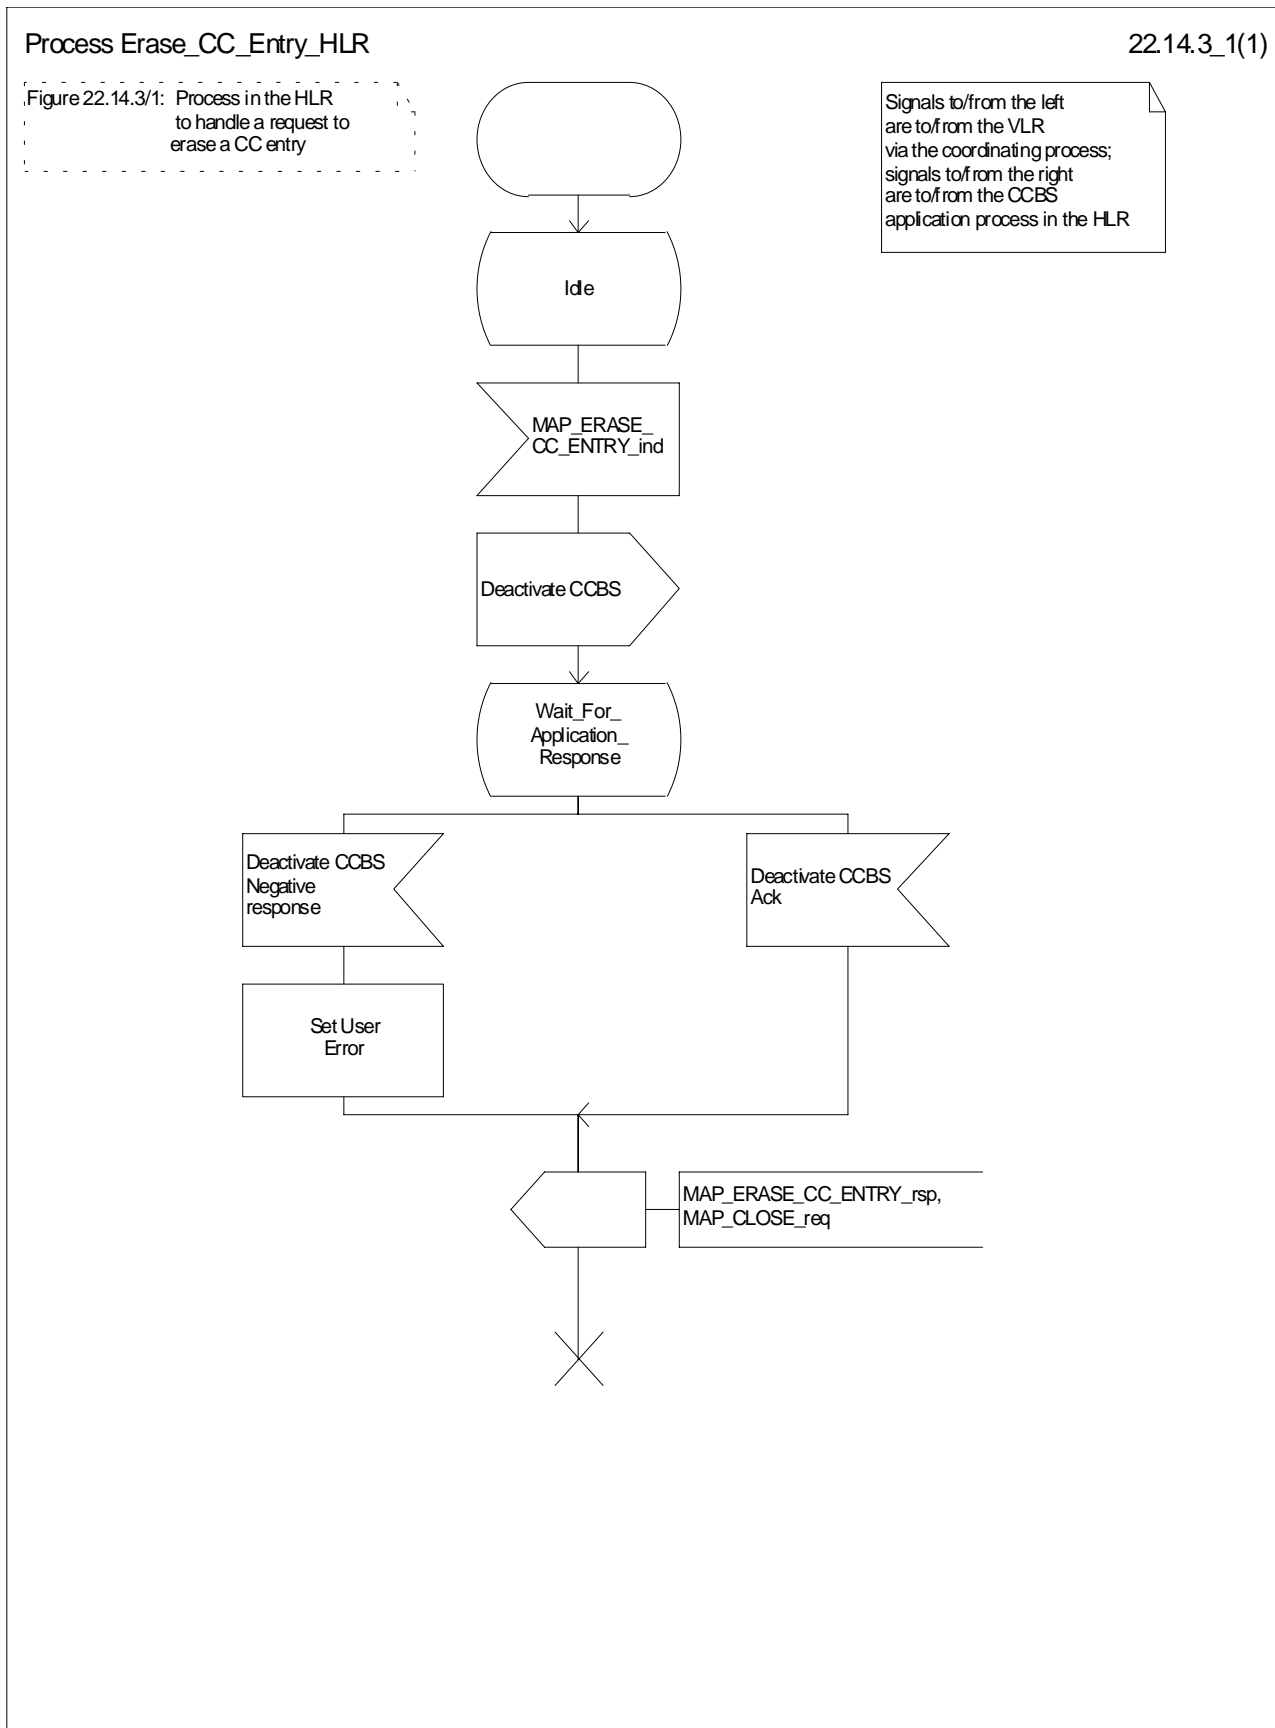 Process Erase_CC_Entry_HLR
22.14.3_1(1)
Figure 22.14.3/1: Process in the HLR
to handle a request to
erase a CC entry
Signals to/from the left
are to/from the VLR
via the coordinating process;
signals to/from the right
are to/from the CCBS
application process in the HLR
Idle
MAP_ERASE_
CC_ENTRY_ind
Deactivate CCBS
Wait_For_
Application_
Response
Deactivate CCBS
Negative
response
Deactivate CCBS
Ack
Set User
Error
MAP_ERASE_CC_ENTRY_rsp,
MAP_CLOSE_req